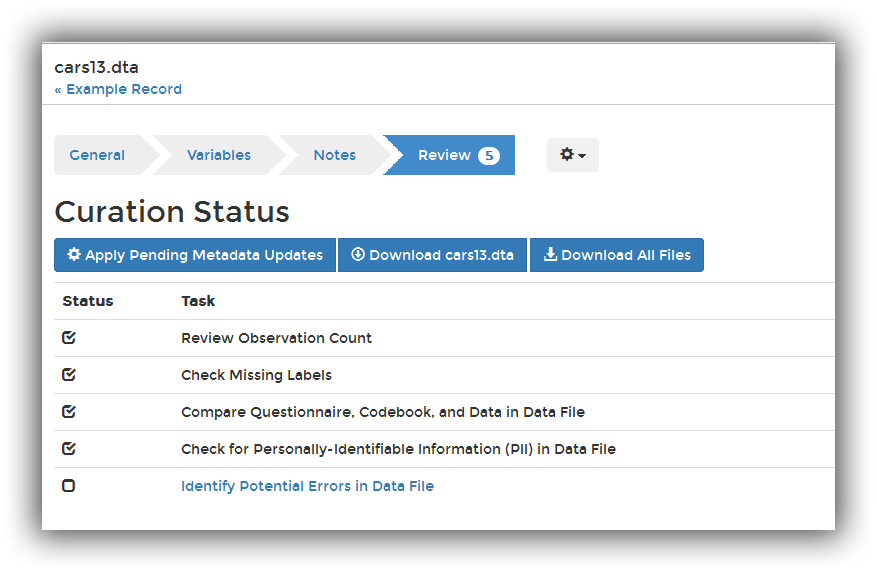 cars13.dta
« Example Record
General Variables Notes Review 5
Curation Status
Apply Pending Metadata Updates Download cars13.dta Download All Files
Status Task
Review Observation Count
Check Missing Labels
Compare Questionnaire, Codebook, and Data in Data File
Check for Personally-Identifiable Information (PII) in Data File
Identify Potential Errors in Data File